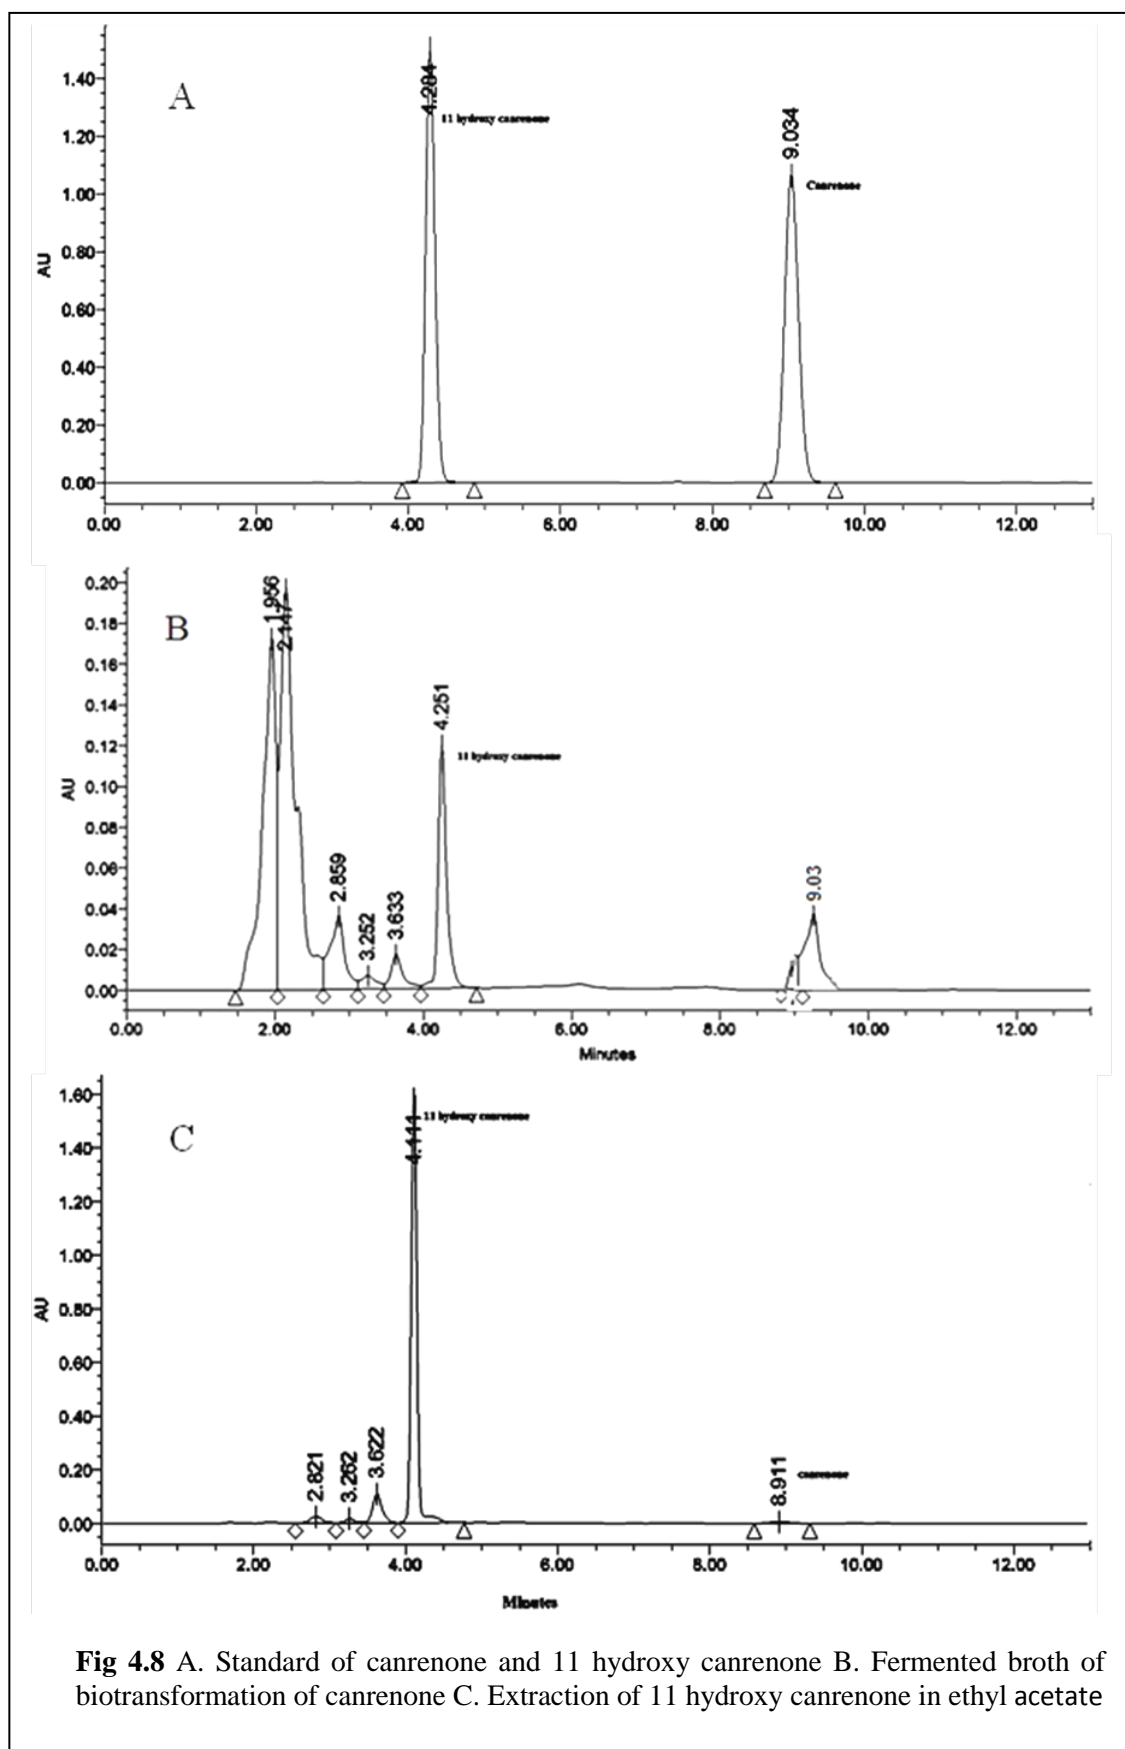 A
4.284
11 hydroxy canrenone
9.034
Canrenone
AU
1.40
1.20
1.00
0.80
0.60
0.40
0.20
0.00
0.00 2.00 4.00 6.00 8.00 10.00 12.00
B
1.956
2.147
2.859
3.252
3.633
4.251
11 hydroxy canrenone
9.03
AU
0.20
0.18
0.16
0.14
0.12
0.10
0.08
0.06
0.04
0.02
0.00
0.00 2.00 4.00 6.00 8.00 10.00 12.00
Minutes
C
2.821
3.262
3.622
4.111
11 hydroxy canrenone
8.911
canrenone
AU
1.60
1.40
1.20
1.00
0.80
0.60
0.40
0.20
0.00
0.00 2.00 4.00 6.00 8.00 10.00 12.00
Minutes
Fig 4.8 A. Standard of canrenone and 11 hydroxy canrenone B. Fermented broth of
biotransformation of canrenone C. Extraction of 11 hydroxy canrenone in ethyl acetate